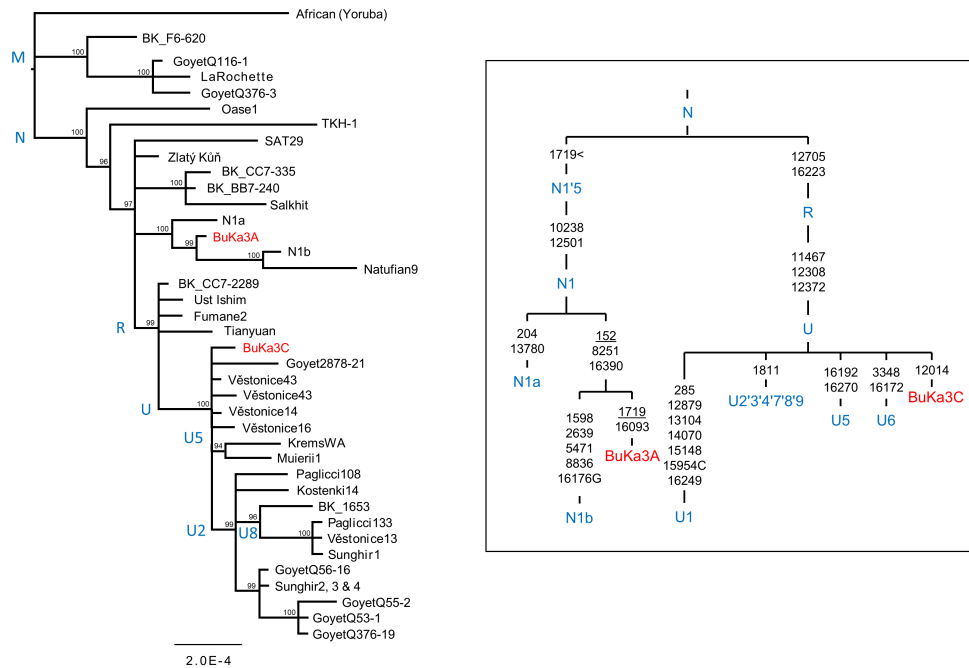 African (Yoruba)
BK_F6-620
M
100
GoyetQ116-1
100
LaRochette
GoyetQ376-3
Oase1
N
100
TKH-1
96
SAT29
Zlatý Kůň
BK_CC7-335
100
BK_BB7-240
97
Salkhit
N1a
100
BuKa3A
99
N1b
100
Natufian9
BK_CC7-2289
Ust Ishim
Fumane2
R
99
Tianyuan
BuKa3C
Goyet2878-21
Věstonice43
Věstonice43
U
100
Věstonice14
U5
Věstonice16
KremsWA
94
Muierii1
Paglicci108
Kostenki14
BK_1653
U2
99
U8
96
Paglicci133
100
Věstonice13
Sunghir1
GoyetQ56-16
99
Sunghir2, 3 & 4
GoyetQ55-2
100
GoyetQ53-1
GoyetQ376-19
2.0E-4
N
1719<
N1'5
10238
12501
N1
204
13780
N1a
152
8251
16390
1598
2639
5471
8836
16176G
N1b
1719
16093
BuKa3A
12705
16223
R
11467
12308
12372
U
285
12879
13104
14070
15148
15954C
16249
U1
1811
U2'3'4'7'8'9
16192
16270
U5
3348
16172
U6
12014
BuKa3C